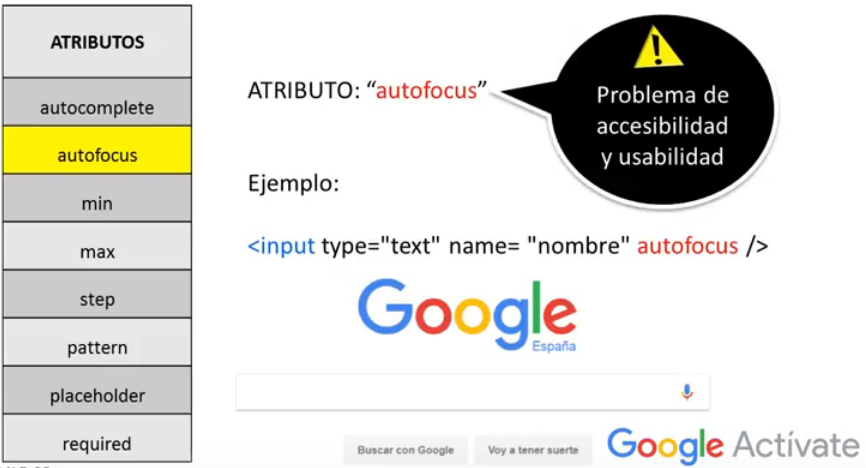 ATRIBUTOS
autocomplete
autofocus
min
max
step
pattern
placeholder
required
ATRIBUTO: “autofocus”
Problema de
accesibilidad
y usabilidad
Ejemplo:
<input type="text" name= "nombre" autofocus />
Google
España
Buscar con Google
Voy a tener suerte
Google Actívate